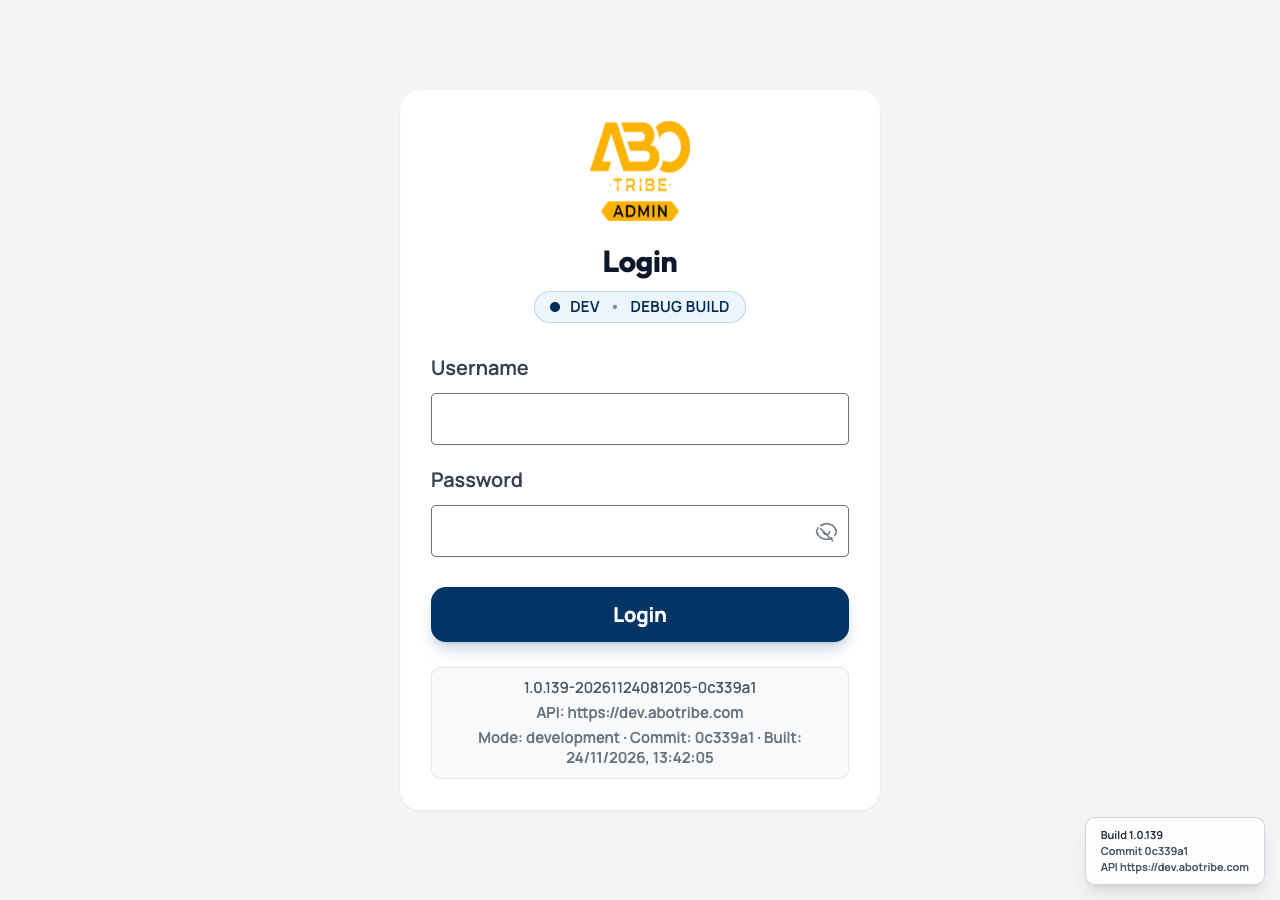 ABO
·TRIBE·
ADMIN
Login
DEV • DEBUG BUILD
Username
Password
Login
1.0.139-20261124081205-0c339a1
API: https://dev.abotribe.com
Mode: development · Commit: 0c339a1 · Built:
24/11/2026, 13:42:05
Build 1.0.139
Commit 0c339a1
API https://dev.abotribe.com